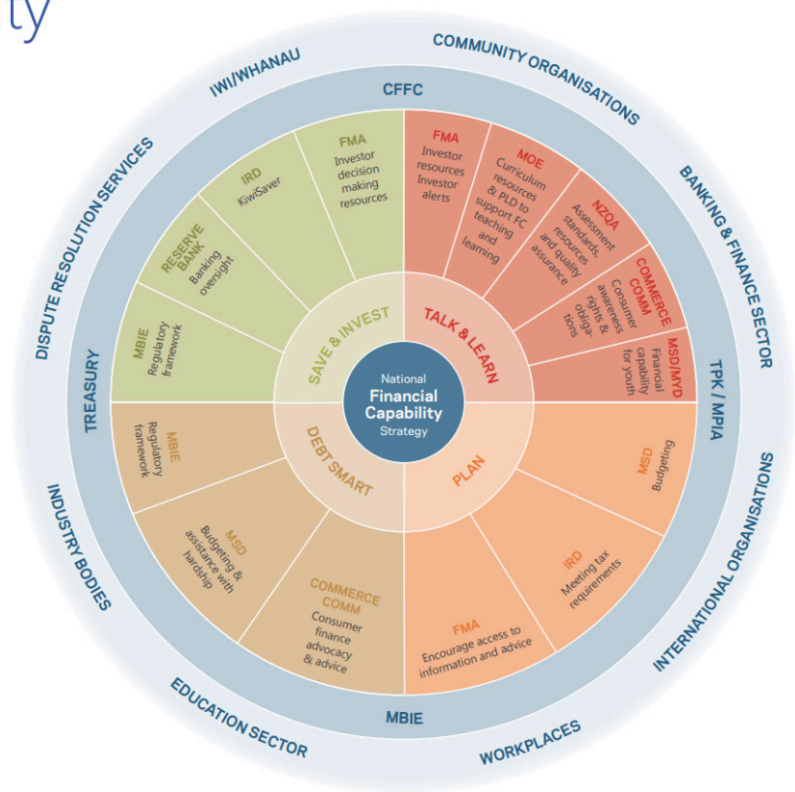 ty
COMMUNITY ORGANISATIONS
BANKING & FINANCE SECTOR
INTERNATIONAL ORGANISATIONS
WORKPLACES
EDUCATION SECTOR
INDUSTRY BODIES
DISPUTE RESOLUTION SERVICES
IWI/WHANAU
CFFC
TPK / MPIA
MBIE
TREASURY
National
Financial
Capability
Strategy
TALK & LEARN
FMA
Investor
resources
Investor
alerts
MOE
Curriculum
resources
& PLD to
support FC
teaching
and
learning
NZQA
Assessment
standards,
resources
and quality
assurance
COMMERCE
COMM
Consumer
awareness
rights &
obliga-
tions
MSD/MYD
Financial
capability
for youth
PLAN
MSD
Budgeting
IRD
Meeting tax
requirements
FMA
Encourage access to
information and advice
DEBT SMART
COMMERCE
COMM
Consumer
finance
advocacy
& advice
MSD
Budgeting &
assistance with
hardship
MBIE
Regulatory
framework
SAVE & INVEST
MBIE
Regulatory
framework
RESERVE
BANK
Banking
oversight
IRD
KiwiSaver
FMA
Investor
decision
making
resources